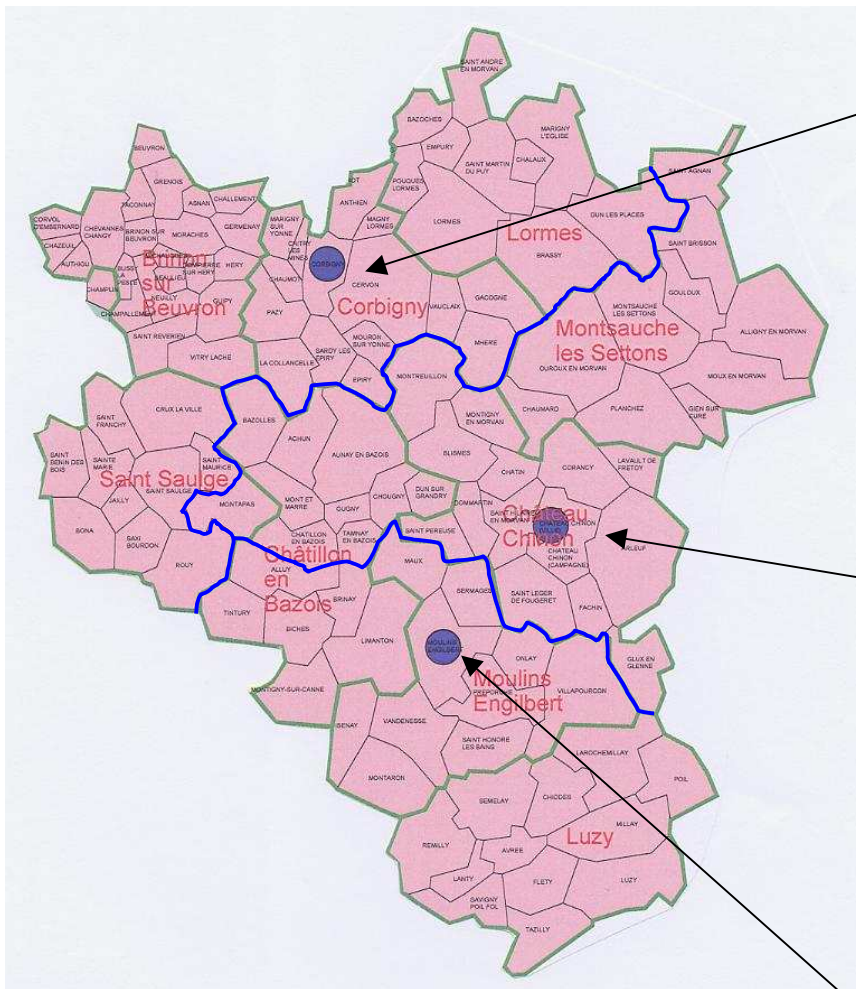 SAINT ANDRE
EN MORVAN
BAZOCHES
MARIGNY
L'EGLISE
EMPURY
CHALAUX
SAINT MARTIN
DU PUY
BEUVRON
GRENOIS
SAINT AGNAN
POUQUES
LORMES
TACONNAY
ASNAN
CHALLEMENT
ANTHIEN
CORVOL
D'EMBERNARD
CHEVANNES
CHANGY
MARIGNY
SUR
YONNE
MAGNY
LORMES
LORMES
DUN LES PLACES
GERMENAY
BRINON SUR
BEUVRON
MORACHES
Lormes
CHAZEUIL
AUTHIOU
BRASSY
SAINT BRISSON
CORBIGNY
Brinon
sur
Beuvron
HERY
CHAUMOT
CERVON
GOULOUX
CHAMPLIN
NEUILLY
GUIPY
Corbigny
VAUCLAIX
GACOGNE
MONTSAUCHE
LES SETTONS
PAZY
CHAMPALLEMENT
Montsauche
les Settons
ALLIGNY EN MORVAN
SAINT REVERIEN
MHERE
VITRY LACHE
LA COLLANCELLE
SARDY LES
EPIRY
MOURON
SUR YONNE
OUROUX EN MORVAN
MOUX EN MORVAN
EPIRY
MONTREUILLON
CRUX LA VILLE
CHAUMARD
PLANCHEZ
GIEN SUR
CURE
SAINT
FRANCHY
BAZOLLES
MONTIGNY
EN MORVAN
ACHUN
AUNAY EN BAZOIS
BLISMES
SAINT
BENIN DES
BOIS
SAINTE
MARIE
SAINT
MAURICE
CORANCY
LAVAULT DE
FRETOY
CHATIN
Saint Saulge
SAINT SAULGE
JAILLY
MONTAPAS
MONT ET
MARRE
CHOUGNY
DUN SUR
GRANDRY
DOMMARTIN
SAINT HILAIRE
EN MORVAN
Château
Chinon
BONA
SAXI
BOURDON
CHATILLON
EN BAZOIS
TAMNAY
EN BAZOIS
SAINT PEREUSE
CHATEAU
CHINON
(CAMPAGNE)
ARLEUF
ROUY
Châtillon
en
Bazois
ALLUY
MAUX
SERMAGES
SAINT LEGER
DE FOUGERET
FACHIN
TINTURY
BRINAY
BICHES
LIMANTON
MOULINS
ENGILBERT
ONLAY
GLUX EN
GLENNE
Moulins
Engilbert
PREPORCHE
VILLAPOURCON
MONTIGNY-SUR-CANNE
VANDENESSE
SAINT HONORE
LES BAINS
LAROCHEMILLAY
MONTARON
POIL
SEMELAY
CHIDDES
MILLAY
Luzy
REMILLY
AVREE
LANTY
FLETY
LUZY
SAVIGNY
POIL FOL
TAZILLY